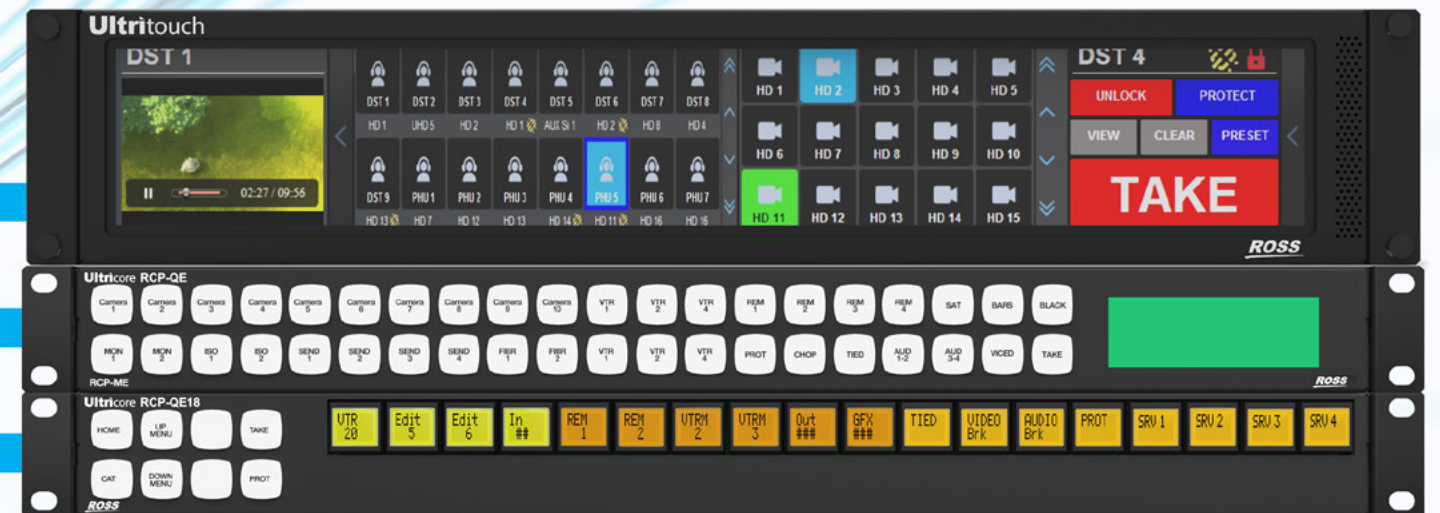 Ultritouch
DST 1
02:27 / 09:56
DST 1 DST 2 DST 3 DST 4 DST 5 DST 6 DST 7 DST 8
HD 1 UHD 5 HD 2 HD 1 AUX Si 1 HD 2 HD 8 HD 4
DST 9 PHU 1 PHU 2 PHU 3 PHU 4 PHU 5 PHU 6 PHU 7
HD 13 HD 7 HD 12 HD 13 HD 14 HD 11 HD 16 HD 16
HD 1 HD 2 HD 3 HD 4 HD 5
HD 6 HD 7 HD 8 HD 9 HD 10
HD 11 HD 12 HD 13 HD 14 HD 15
DST 4
UNLOCK PROTECT
VIEW CLEAR PRESET
TAKE
ROSS
Ultricore RCP-QE
Camera 1 Camera 2 Camera 3 Camera 4 Camera 5 Camera 6 Camera 7 Camera 8 Camera 9 Camera 10 VTR 1 VTR 2 VTR 4 REM 1 REM 2 REM 3 REM 4 SAT BARS BLACK
MON 1 MON 2 ISO 1 ISO 2 SEND 1 SEND 2 SEND 3 SEND 4 FIBR 1 FIBR 2 VTR 1 VTR 2 VTR 4 PROT CHOP TIED AUD 1-2 AUD 3-4 VICED TAKE
RCP-ME
ROSS
Ultricore RCP-QE18
HOME UP MENU TAKE
CAT DOWN MENU PROT
VTR 20 Edit 5 Edit 6 In ## REM 1 REM 2 VTRM 2 VTRM 3 Out ### GFX ### TIED VIDEO Brk AUDIO Brk PROT SRV 1 SRV 2 SRV 3 SRV 4
ROSS